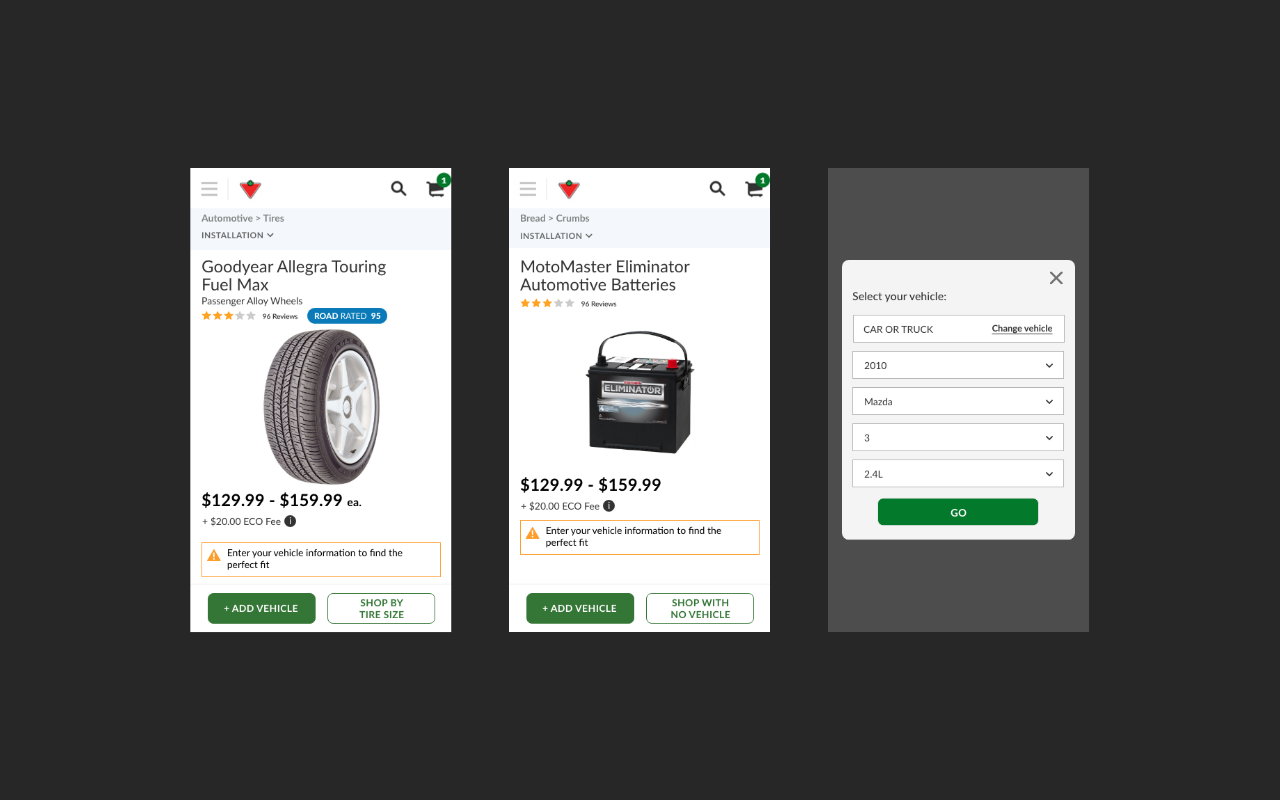 1
Automotive > Tires
INSTALLATION
Goodyear Allegra Touring
Fuel Max
Passenger Alloy Wheels
96 Reviews
ROAD RATED 95
$129.99 - $159.99 ea.
+ $20.00 ECO Fee i
Enter your vehicle information to find the
perfect fit
+ ADD VEHICLE
SHOP BY
TIRE SIZE
1
Bread > Crumbs
INSTALLATION
MotoMaster Eliminator
Automotive Batteries
96 Reviews
ELIMINATOR
$129.99 - $159.99
+ $20.00 ECO Fee i
Enter your vehicle information to find the
perfect fit
+ ADD VEHICLE
SHOP WITH
NO VEHICLE
Select your vehicle:
CAR OR TRUCK Change vehicle
2010
Mazda
3
2.4L
GO